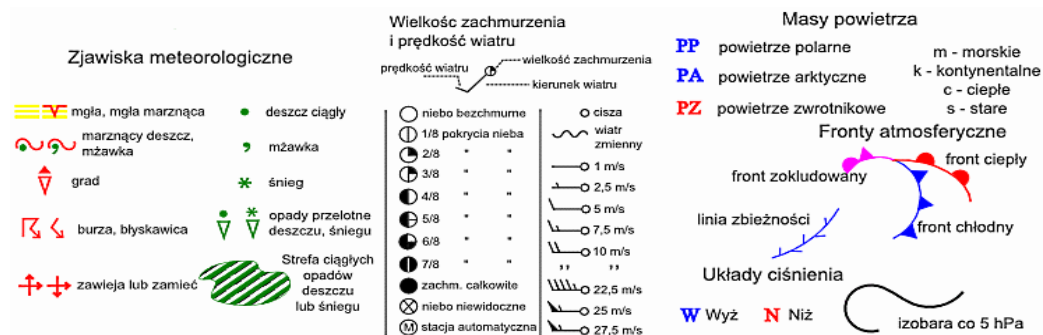 Zjawiska meteorologiczne
mgła, mgła marznąca
deszcz ciągły
marznący deszcz,
mżawka
mżawka
grad
śnieg
burza, błyskawica
opady przelotne
deszczu, śniegu
zawieja lub zamieć
Strefa ciągłych
opadów
deszczu
lub śniegu
Wielkośc zachmurzenia
i prędkość wiatru
wielkość zachmurzenia
prędkość wiatru
kierunek wiatru
niebo bezchmurne
1/8 pokrycia nieba
2/8 " "
3/8 " "
4/8 " "
5/8 " "
6/8 " "
7/8 " "
zachm. calkowite
niebo niewidoczne
M stacja automatyczna
cisza
wiatr
zmienny
1 m/s
2,5 m/s
5 m/s
7,5 m/s
10 m/s
,, ,,
22,5 m/s
25 m/s
27,5 m/s
Masy powietrza
PP powietrze polarne
PA powietrze arktyczne
PZ powietrze zwrotnikowe
m - morskie
k - kontynentalne
c - ciepłe
s - stare
Fronty atmosferyczne
front ciepły
front zokludowany
linia zbieżności
front chłodny
Układy ciśnienia
W Wyż N Niż
izobara co 5 hPa